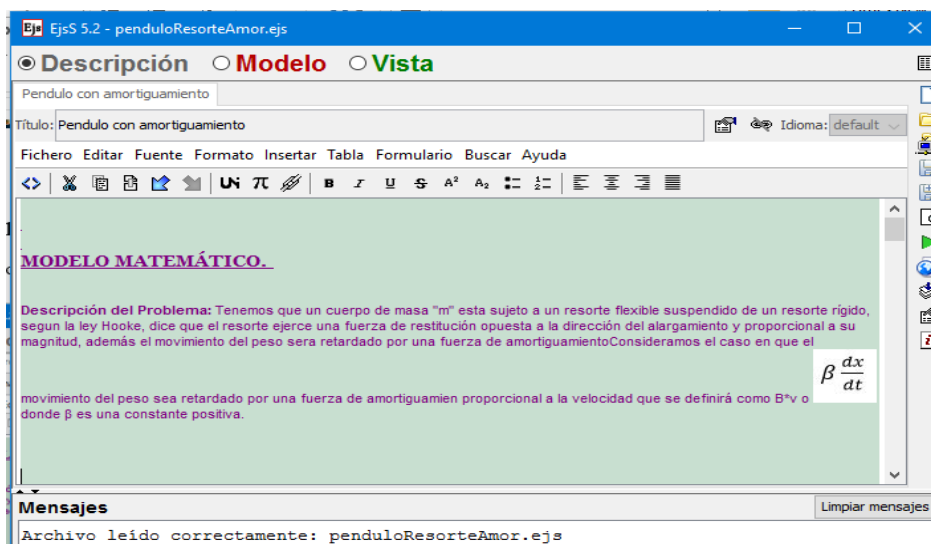 EjsS 5.2 - penduloResorteAmor.ejs
Descripción Modelo Vista
Pendulo con amortiguamiento
Título: Pendulo con amortiguamiento Idioma: default
Fichero Editar Fuente Formato Insertar Tabla Formulario Buscar Ayuda
MODELO MATEMÁTICO.
Descripción del Problema: Tenemos que un cuerpo de masa "m" esta sujeto a un resorte flexible suspendido de un resorte rígido,
segun la ley Hooke, dice que el resorte ejerce una fuerza de restitución opuesta a la dirección del alargamiento y proporcional a su
magnitud, además el movimiento del peso sera retardado por una fuerza de amortiguamientoConsideramos el caso en que el
β dx/dt
movimiento del peso sea retardado por una fuerza de amortiguamien proporcional a la velocidad que se definirá como B*v o
donde β es una constante positiva.
Mensajes Limpiar mensajes
Archivo leído correctamente: penduloResorteAmor.ejs